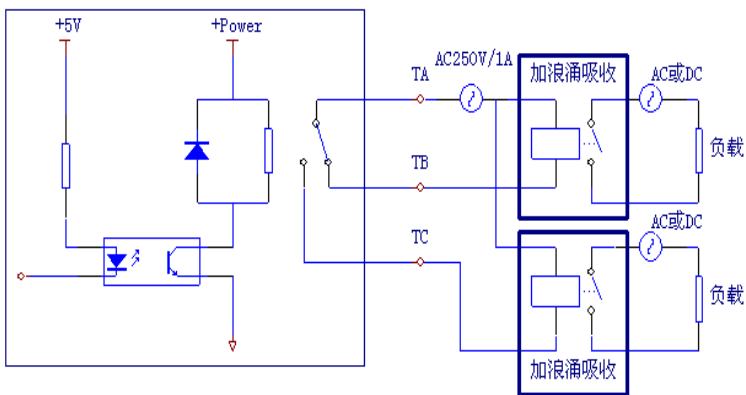 +5V
+Power
TA
AC250V/1A
加浪涌吸收
AC或DC
负载
TB
TC
AC或DC
负载
加浪涌吸收